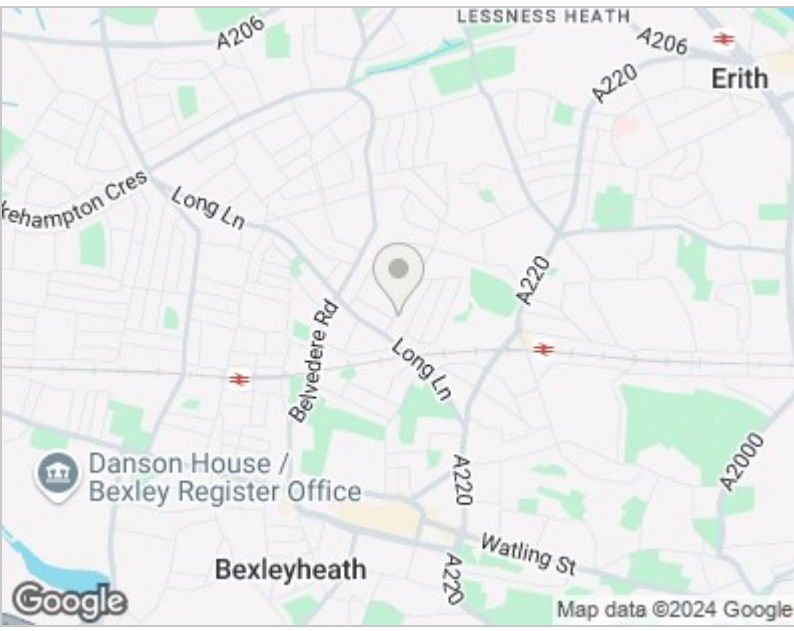 LESSNESS HEATH
A206
A206
A220
Erith
kehampton Cres
Long Ln
A220
Belvedere Rd
Long Ln
A2000
Danson House /
Bexley Register Office
A220
Watling St
Bexleyheath
A220
Google
Map data ©2024 Google